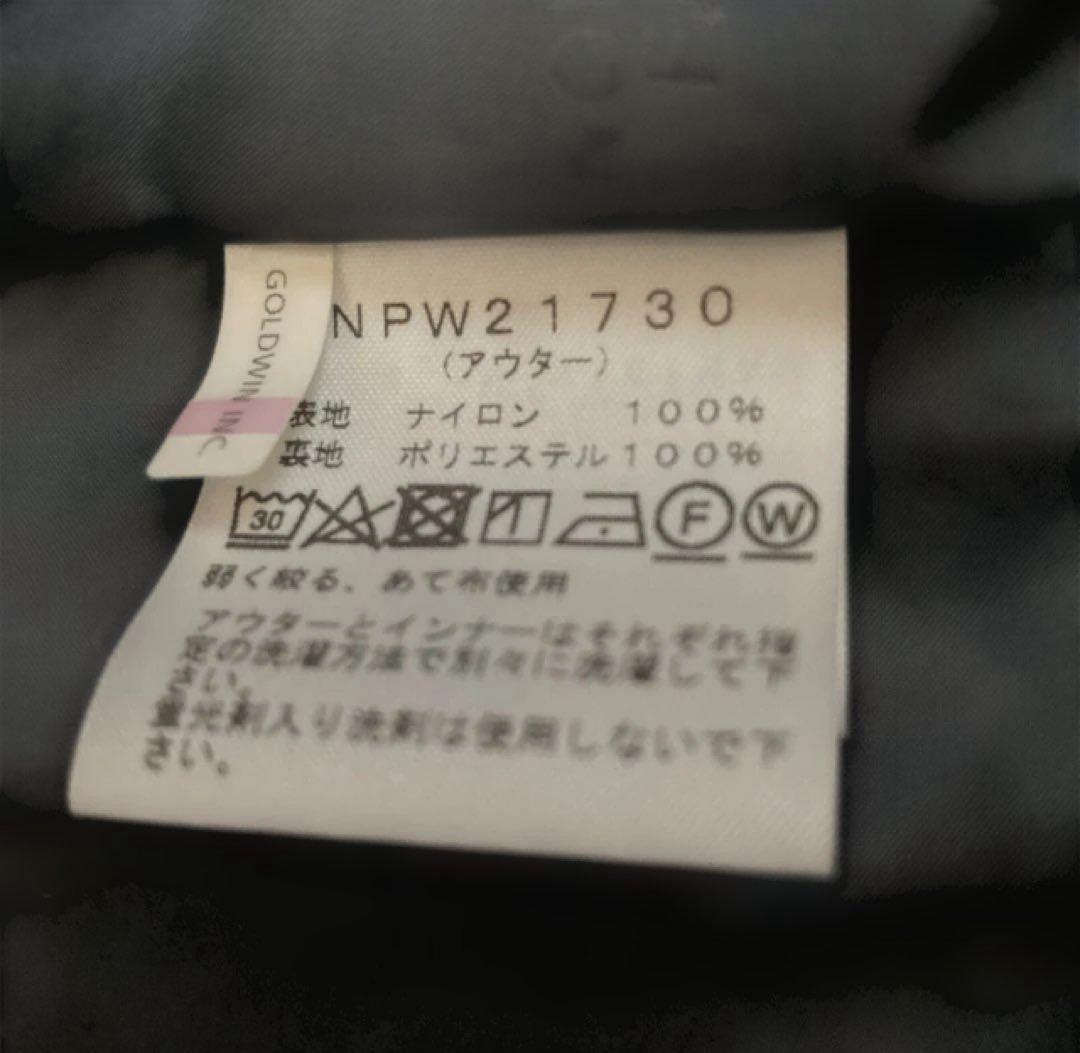 GOLDWIN INC
NPW21730
(アウター)
表地 ナイロン 100%
裏地 ポリエステル100%
30 F W
弱く絞る、あて布使用
アウターとインナーはそれぞれ指
定の洗濯方法で別々に洗濯して下
さい。
蛍光剤入り洗剤は使用しないで下
さい。